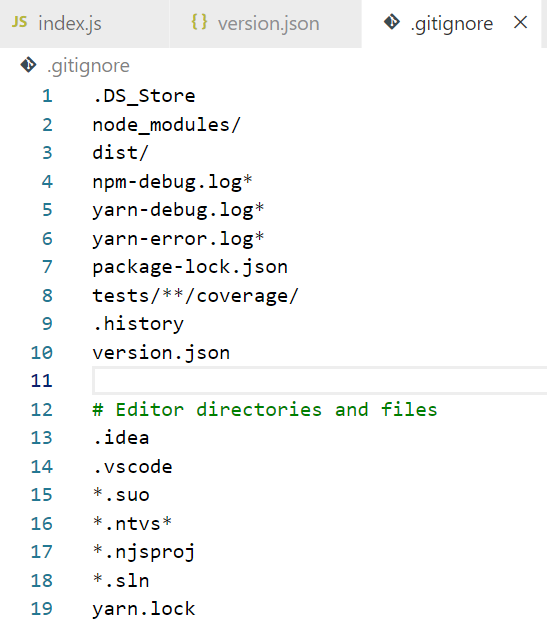 JS index.js {} version.json .gitignore ×
.gitignore
1 .DS_Store
2 node_modules/
3 dist/
4 npm-debug.log*
5 yarn-debug.log*
6 yarn-error.log*
7 package-lock.json
8 tests/**/coverage/
9 .history
10 version.json
11
12 # Editor directories and files
13 .idea
14 .vscode
15 *.suo
16 *.ntvs*
17 *.njsproj
18 *.sln
19 yarn.lock